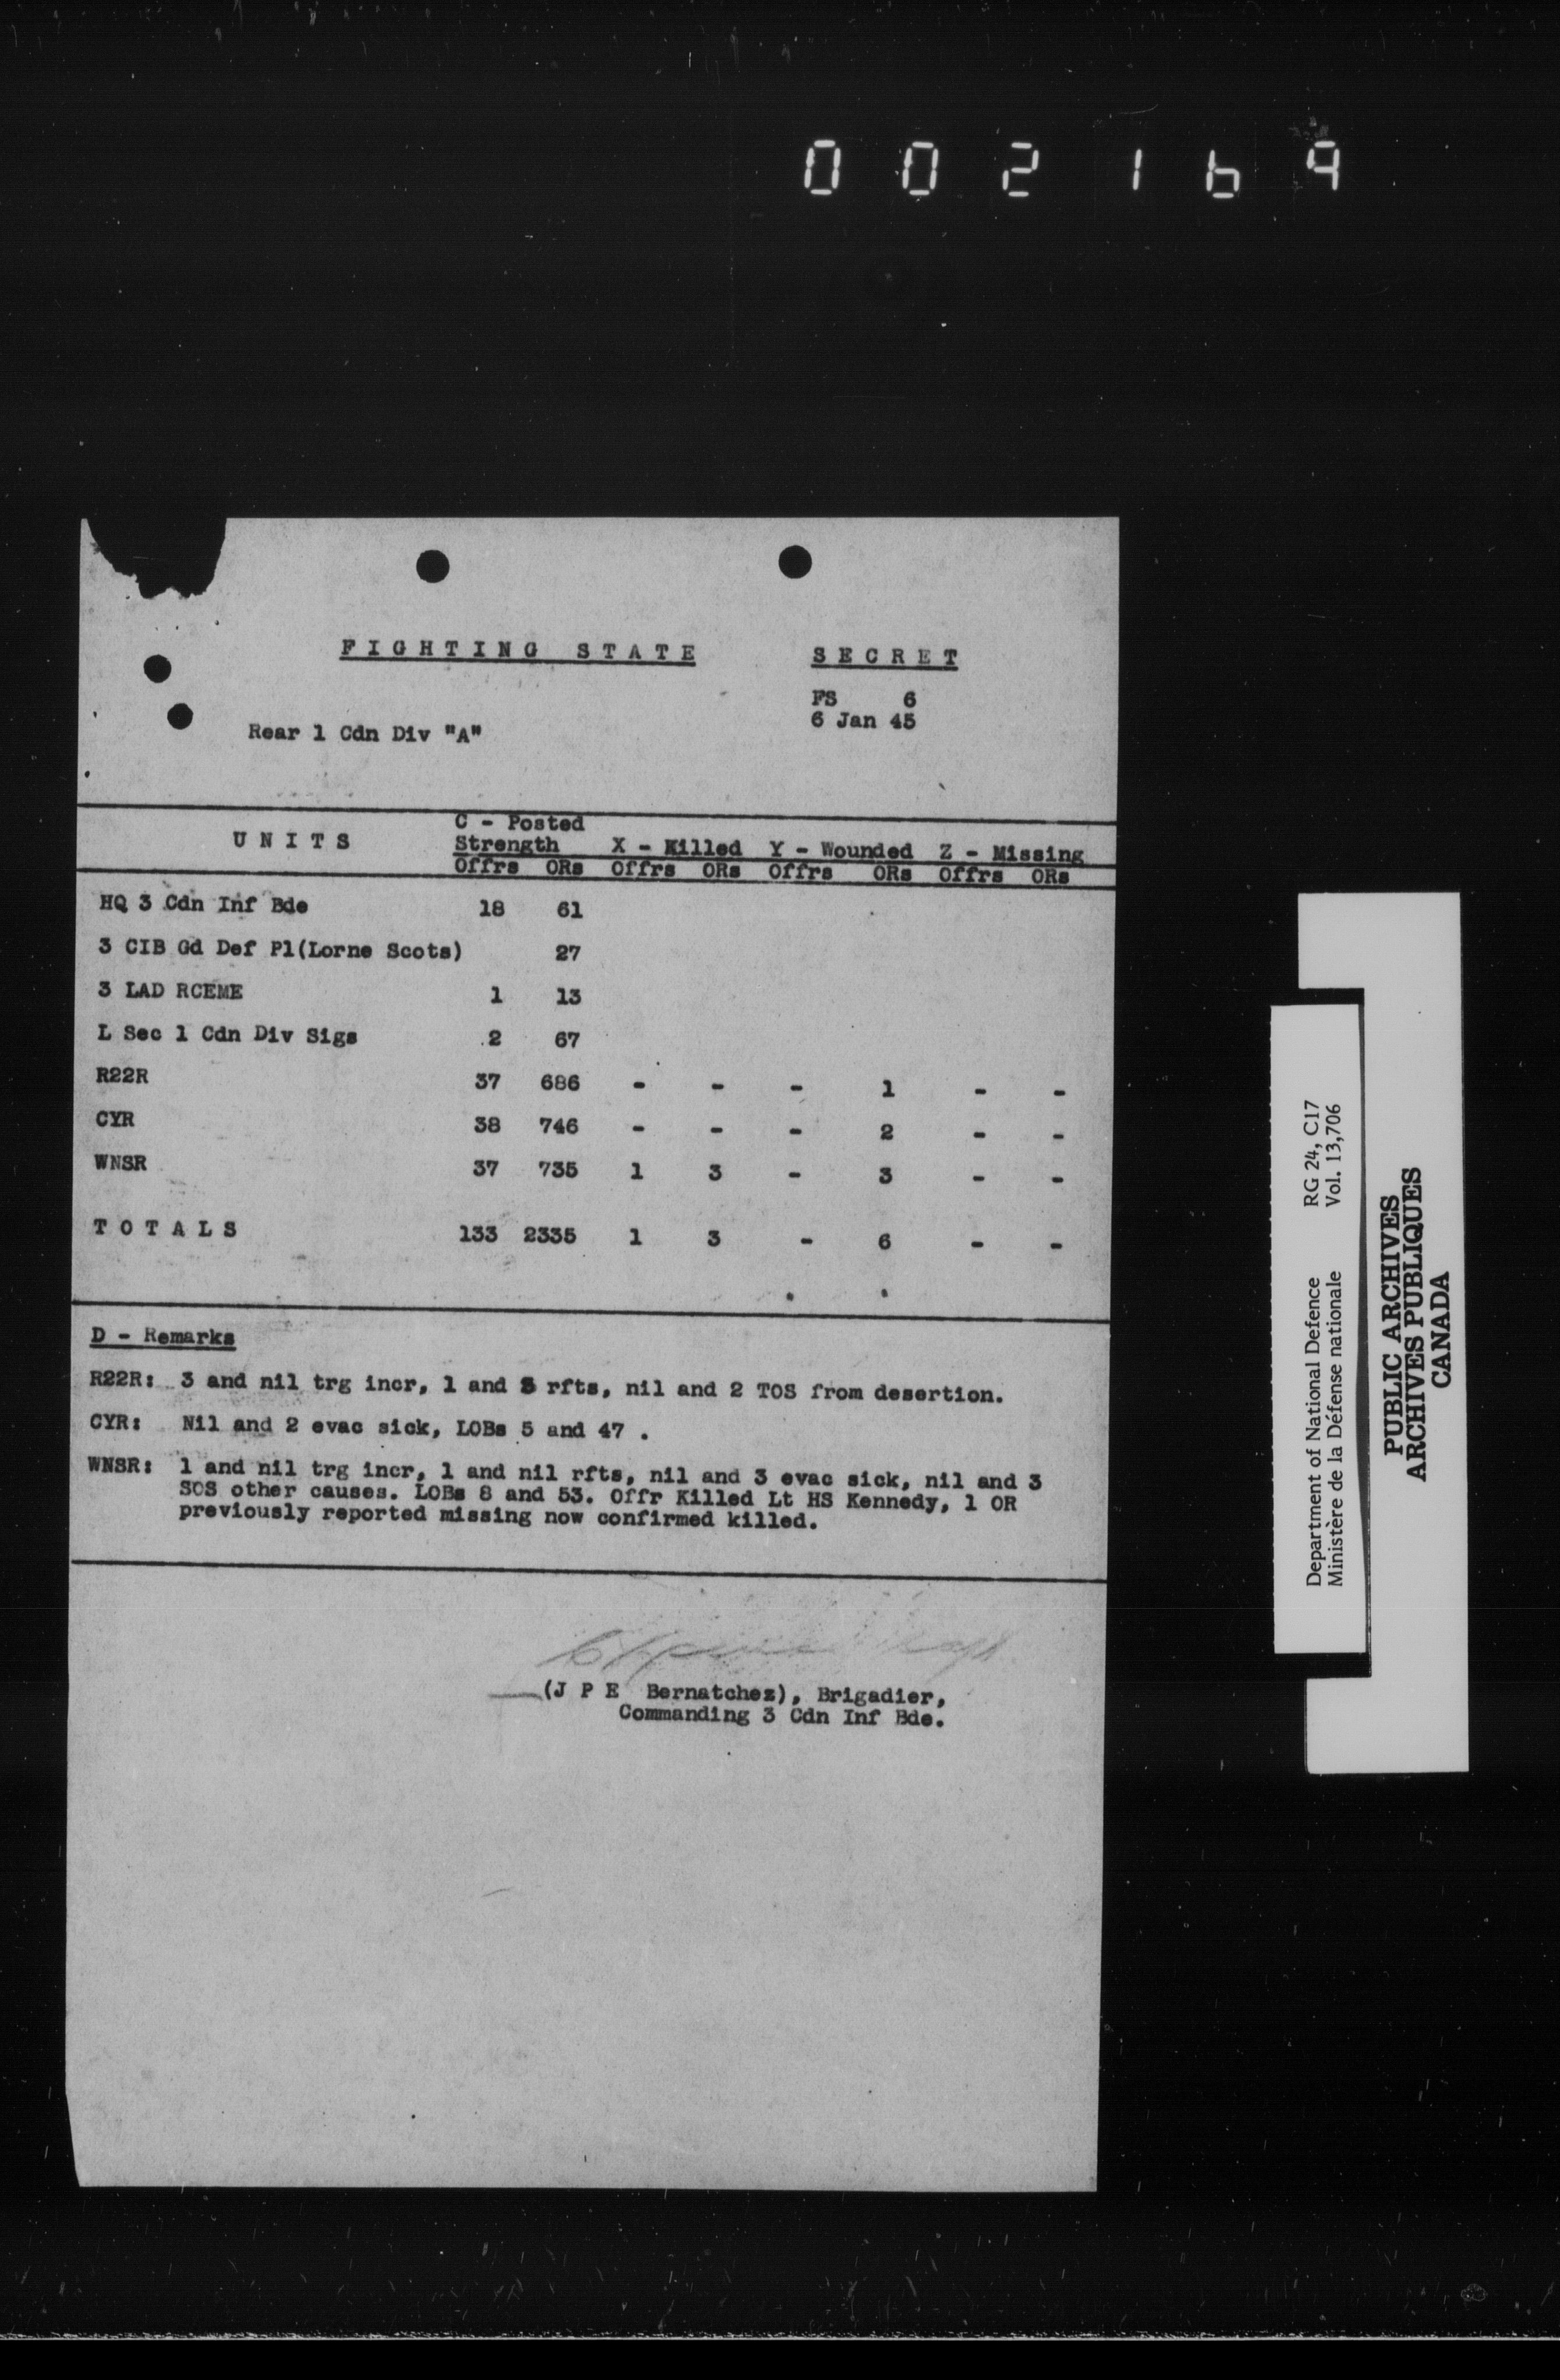 002169
FIGHTING STATE SECRET
FS 6
6 Jan 45
Rear 1 Cdn Div "A"
UNITS C - Posted Strength X - Killed Y - Wounded Z - Missing
Offrs ORs Offrs ORs Offrs ORs Offrs ORs
HQ 3 Cdn Inf Bde 18 61
3 CIB Gd Def Pl(Lorne Scots) 27
3 LAD RCEME 1 13
L Sec 1 Cdn Div Sigs 2 67
R22R 37 686 - - - 1 - -
CYR 38 746 - - - 2 - -
WNSR 37 735 1 3 - 3 - -
TOTALS 133 2335 1 3 - 6 - -
D - Remarks
R22R: 3 and nil trg incr, 1 and rfts, nil and 2 TOS from desertion.
CYR: Nil and 2 evac sick, LOBs 5 and 47 .
WNSR: 1 and nil trg incr, 1 and nil rfts, nil and 3 evac sick, nil and 3
SOS other causes. LOBs 8 and 53. Offr Killed Lt HS Kennedy, 1 OR
previously reported missing now confirmed killed.
(J P E Bernatchez), Brigadier,
Commanding 3 Cdn Inf Bde.
Department of National Defence RG 24, C17
Ministère de la Défense nationale Vol. 13,706
PUBLIC ARCHIVES
ARCHIVES PUBLIQUES
CANADA